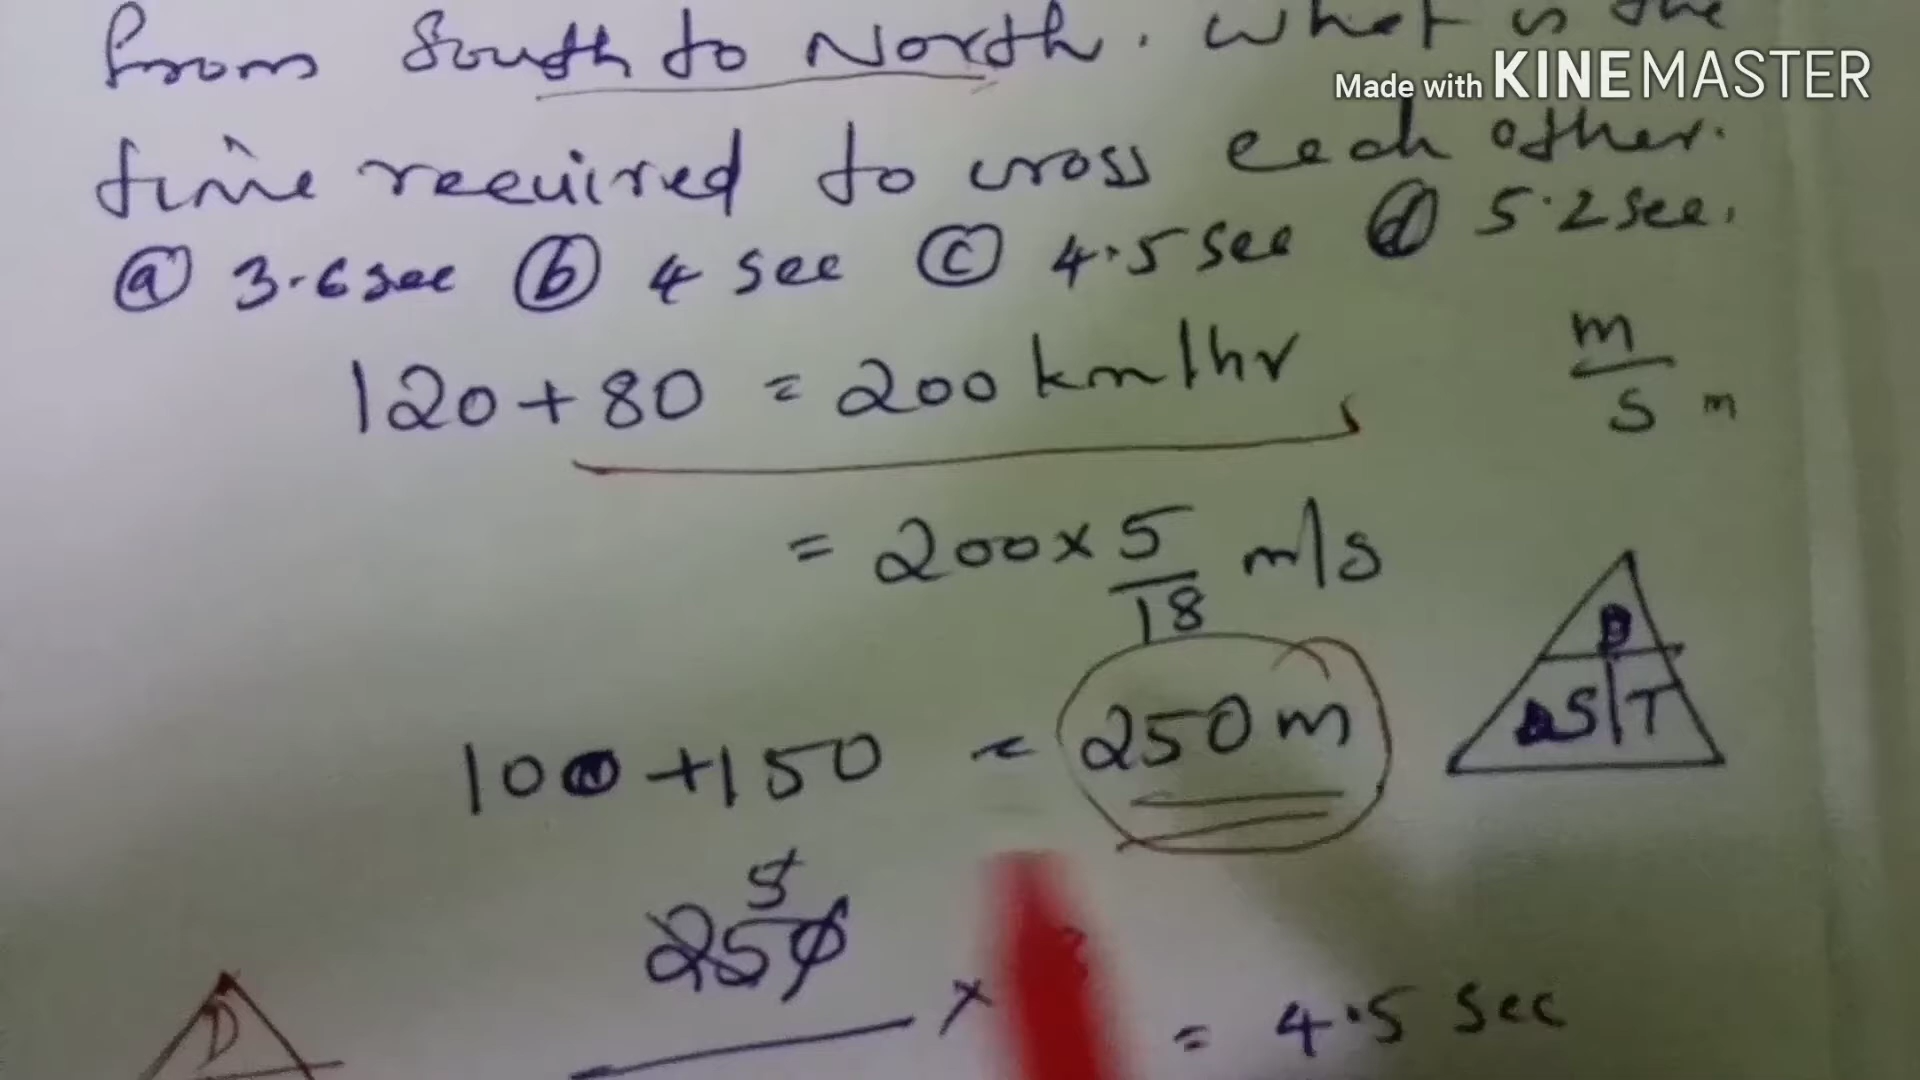 from South to North. What is the
Made with KINEMASTER
time required to cross each other.
(a) 3.6 sec (b) 4 sec (c) 4.5 sec (d) 5.2 sec.
120 + 80 = 200 km/hr
m/s m
= 200 × 5/18 m/s
D
S T
100 + 150 = 250 m
5
250 × = 4.5 sec
D